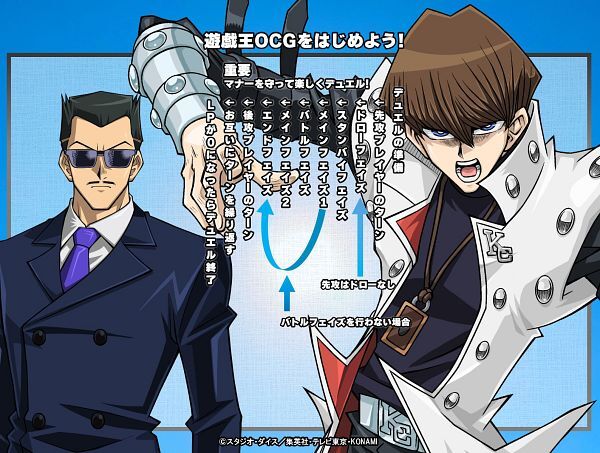 遊戯王OCGをはじめよう!
重要
マナーを守って楽しくデュエル!
デュエルの準備
←先攻プレイヤーのターン
←ドローフェイズ
←スタンバイフェイズ
←メインフェイズ1
←バトルフェイズ
←メインフェイズ2
←エンドフェイズ
←後攻プレイヤーのターン
←お互いにターンを繰り返す
LPが0になったらデュエル終了
先攻はドローなし
バトルフェイズを行わない場合
KC
KC
©スタジオ・ダイス/集英社・テレビ東京・KONAMI